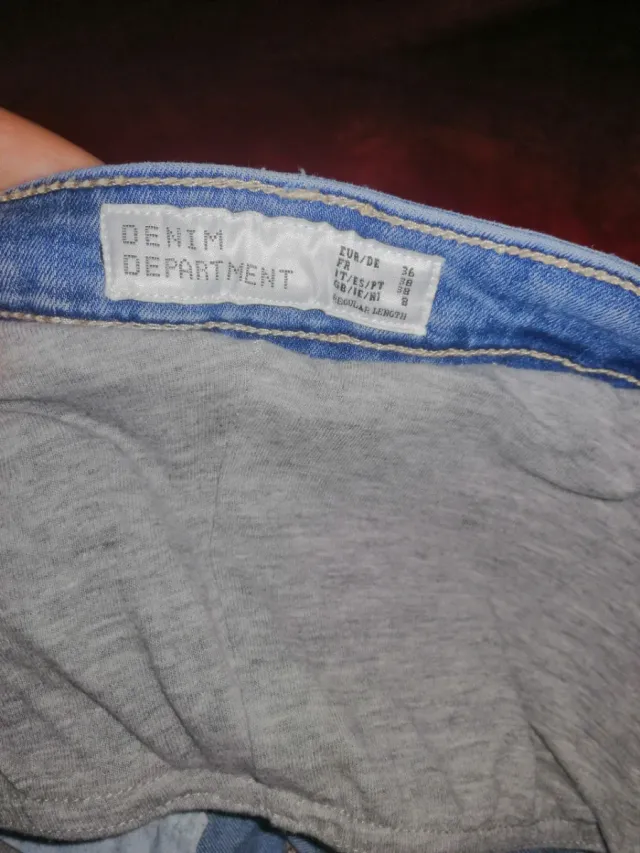 DENIM
DEPARTMENT
EUR/DE 36
FR 38
IT/ES/PT 38
GB/IE/NI 8
REGULAR LENGTH